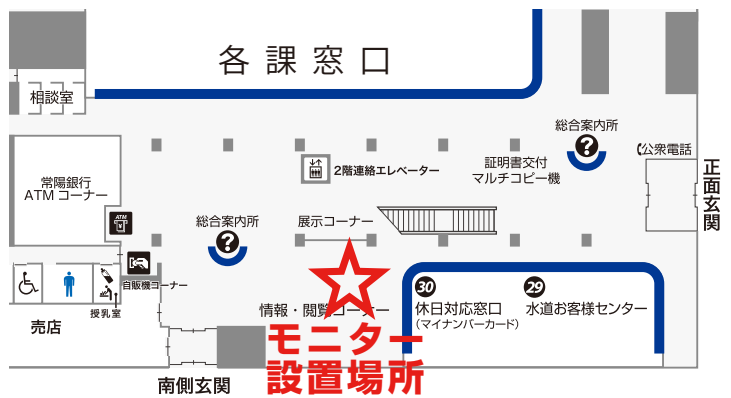 各課窓口
相談室
総合案内所
?
公衆電話
証明書交付
マルチコピー機
2階連絡エレベーター
正面玄関
常陽銀行
ATMコーナー
ATM
総合案内所
?
展示コーナー
自販機コーナー
授乳室
売店
情報・閲覧コーナー
30
休日対応窓口
(マイナンバーカード)
29
水道お客様センター
モニター
設置場所
南側玄関